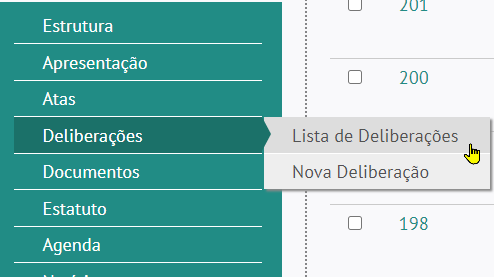 Estrutura
Apresentação
Atas
Deliberações
Documentos
Estatuto
Agenda
Lista de Deliberações
Nova Deliberação
201
200
198